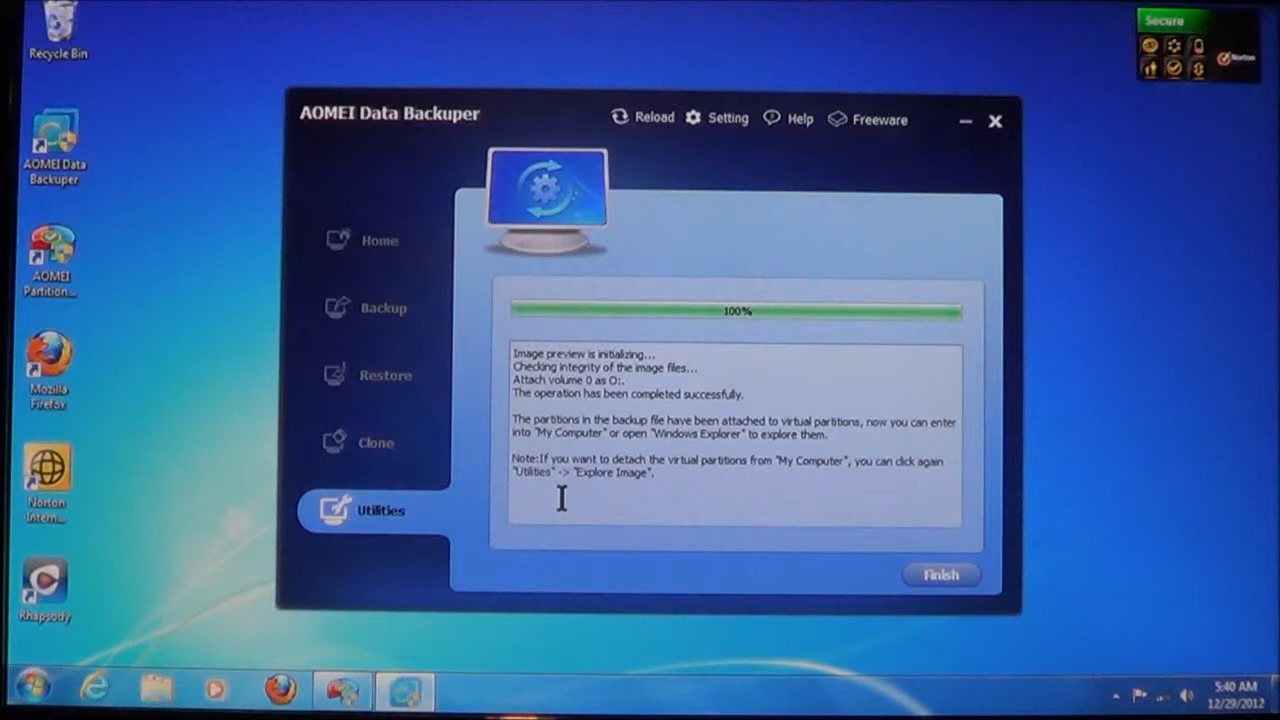 Recycle Bin
AOMEI Data
Backuper
AOMEI
Partition...
Mozilla
Firefox
Norton
Intern...
Rhapsody
Secure
Norton
AOMEI Data Backuper
Reload
Setting
Help
Freeware
Home
Backup
Restore
Clone
Utilities
100%
Image preview is initializing...
Checking integrity of the image files...
Attach volume 0 as O:.
The operation has been completed successfully.
The partitions in the backup file have been attached to virtual partitions, now you can enter
into "My Computer" or open "Windows Explorer" to explore them.
Note:If you want to detach the virtual partitions from "My Computer", you can click again
"Utilities" -> "Explore Image".
Finish
5:40 AM
12/29/2012